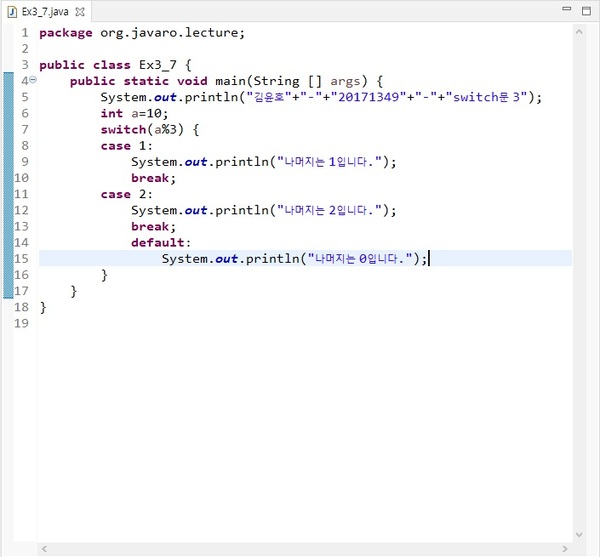 Ex3_7.java
1 package org.javaro.lecture;
2
3 public class Ex3_7 {
4 public static void main(String [] args) {
5 System.out.println("김윤호"+"-"+"20171349"+"-"+"switch문 3");
6 int a=10;
7 switch(a%3) {
8 case 1:
9 System.out.println("나머지는 1입니다.");
10 break;
11 case 2:
12 System.out.println("나머지는 2입니다.");
13 break;
14 default:
15 System.out.println("나머지는 0입니다.");
16 }
17 }
18 }
19